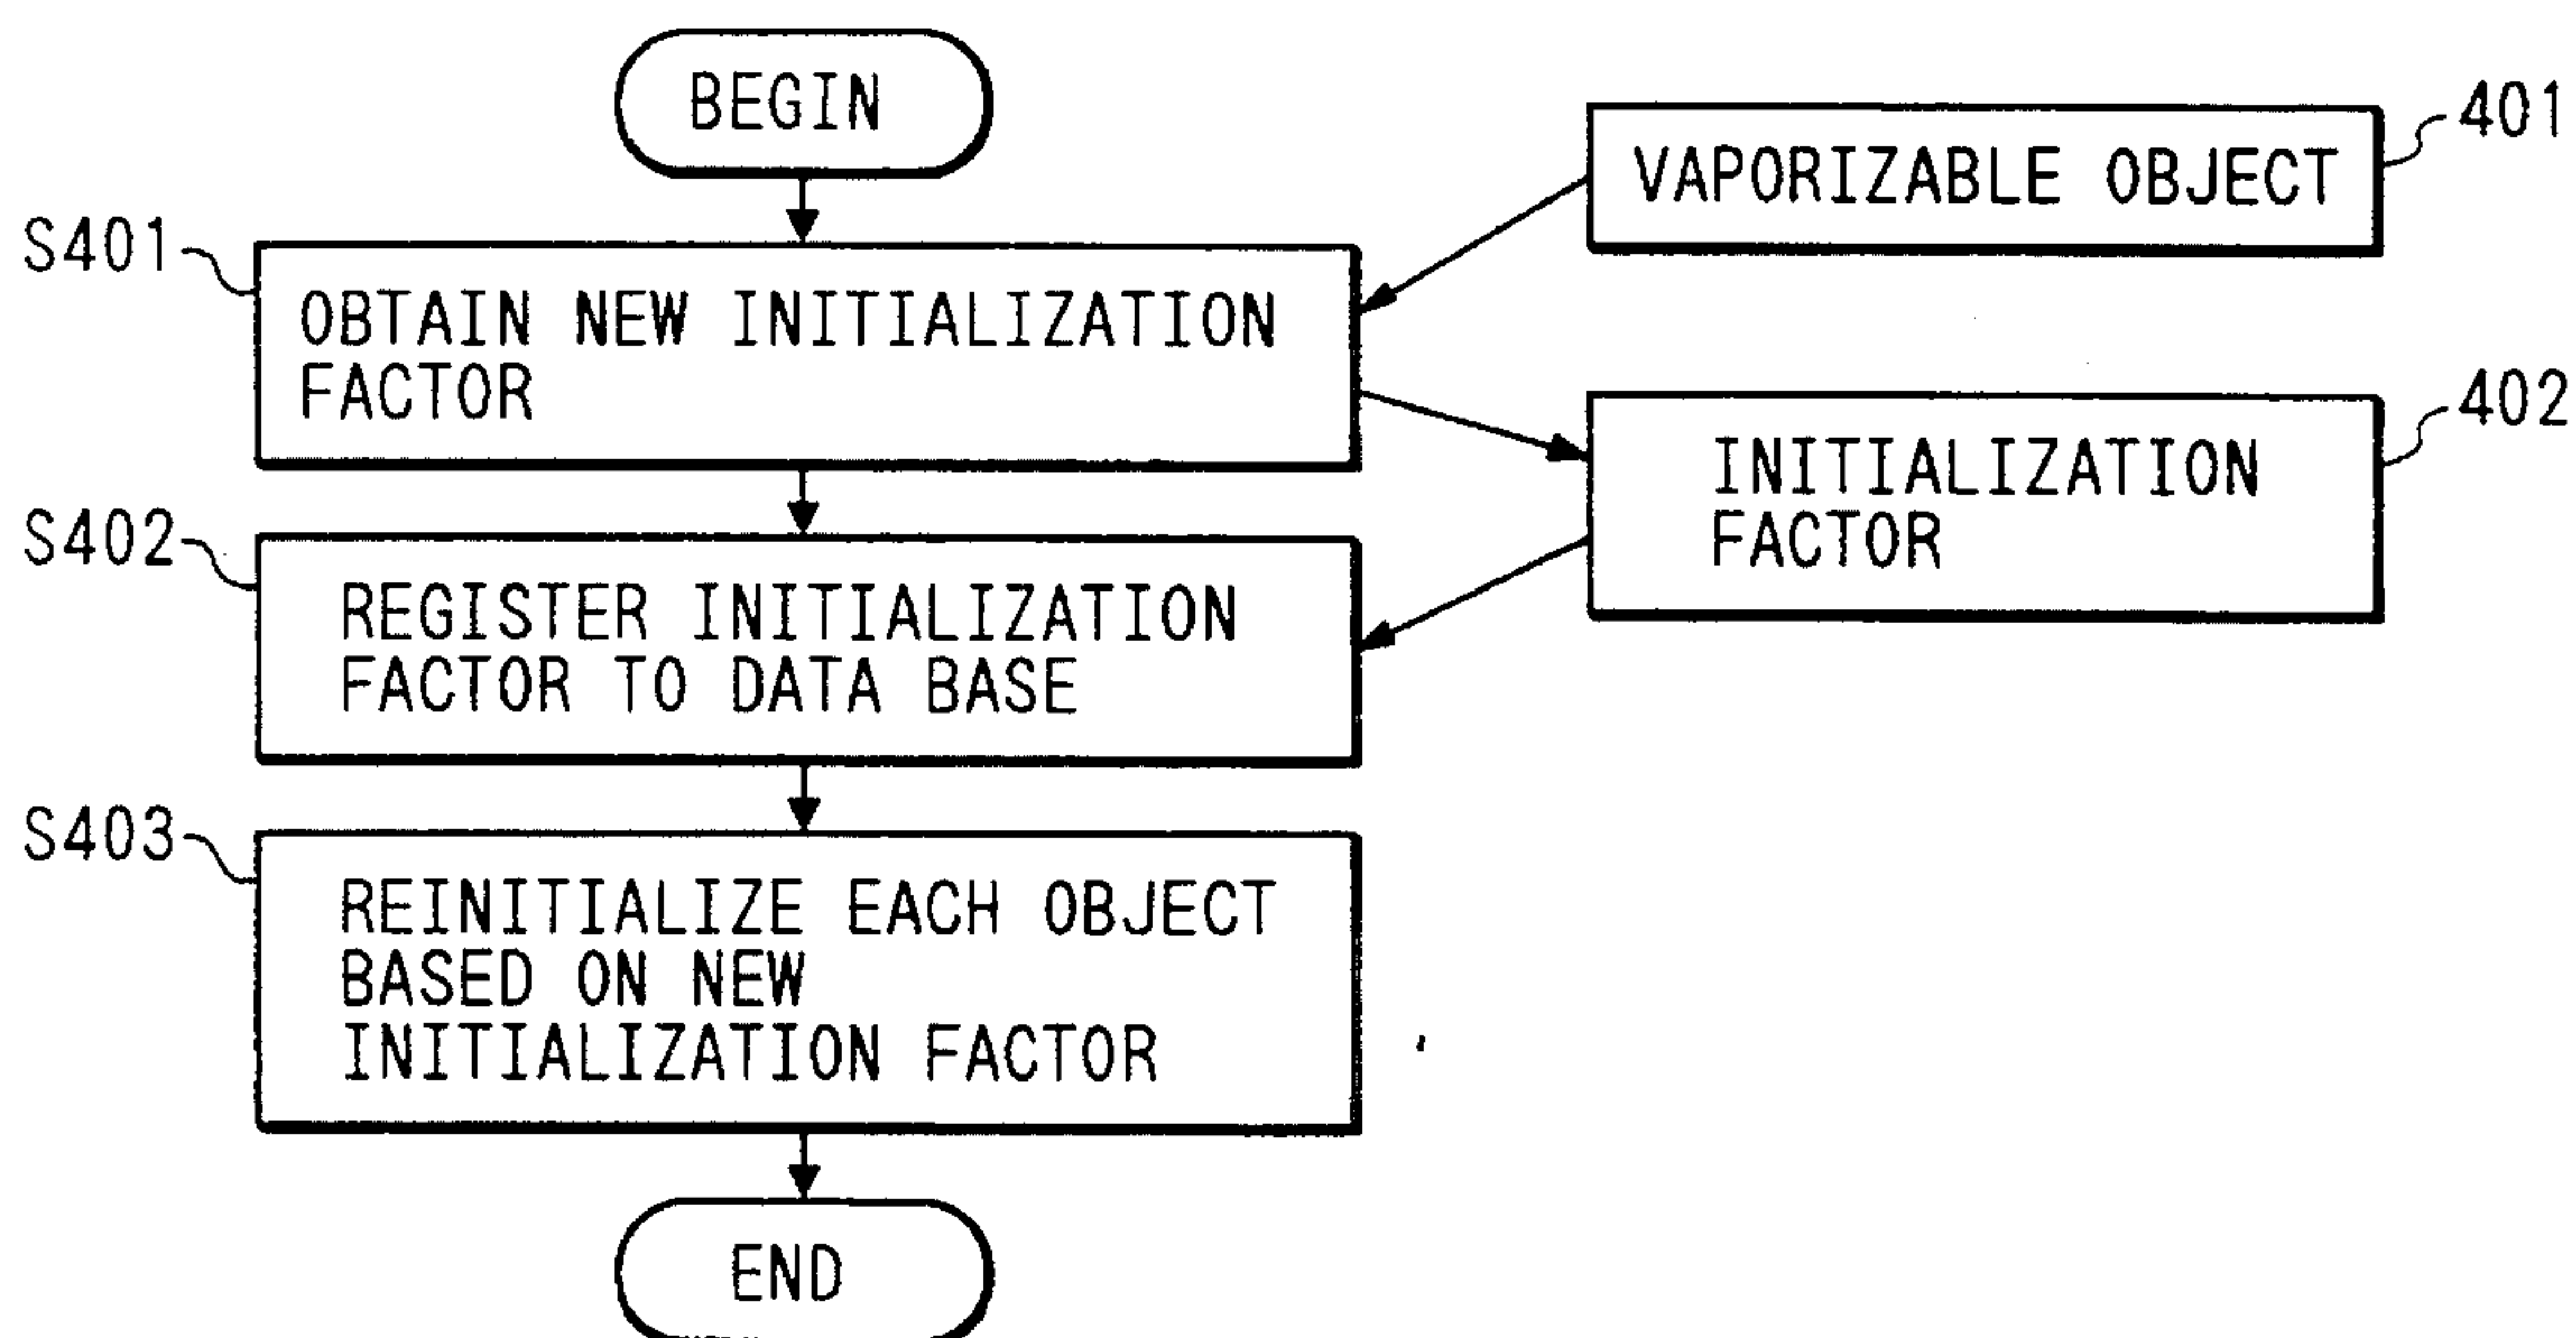 BEGIN
401
VAPORIZABLE OBJECT
S401
OBTAIN NEW INITIALIZATION
FACTOR
402
INITIALIZATION
FACTOR
S402
REGISTER INITIALIZATION
FACTOR TO DATA BASE
S403
REINITIALIZE EACH OBJECT
BASED ON NEW
INITIALIZATION FACTOR
END